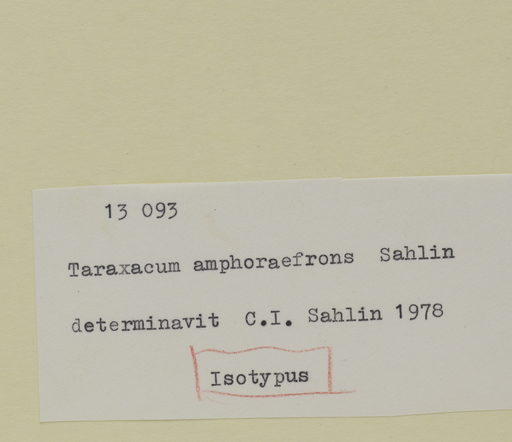 13 093
Taraxacum amphoraefrons Sahlin
determinavit C.I. Sahlin 1978
Isotypus